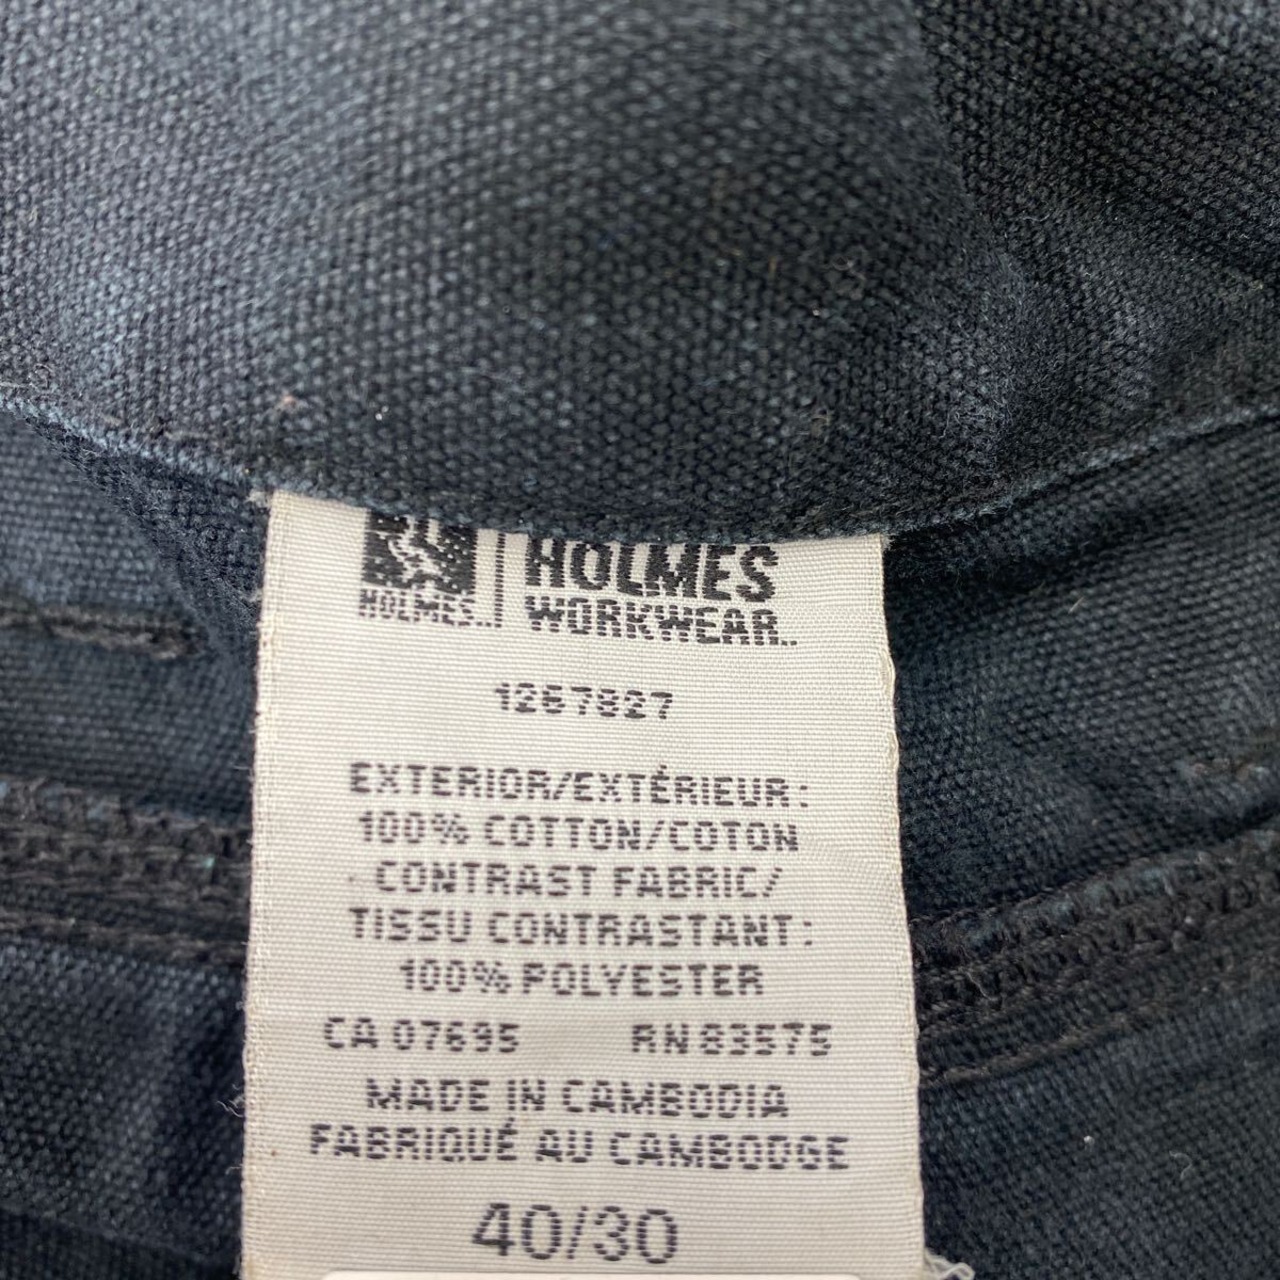 HOLMES
HOLMES
WORKWEAR
1267827
EXTERIOR/EXTÉRIEUR:
100% COTTON/COTON
CONTRAST FABRIC/
TISSU CONTRASTANT:
100% POLYESTER
CA 07695 RN 83575
MADE IN CAMBODIA
FABRIQUÉ AU CAMBODGE
40/30